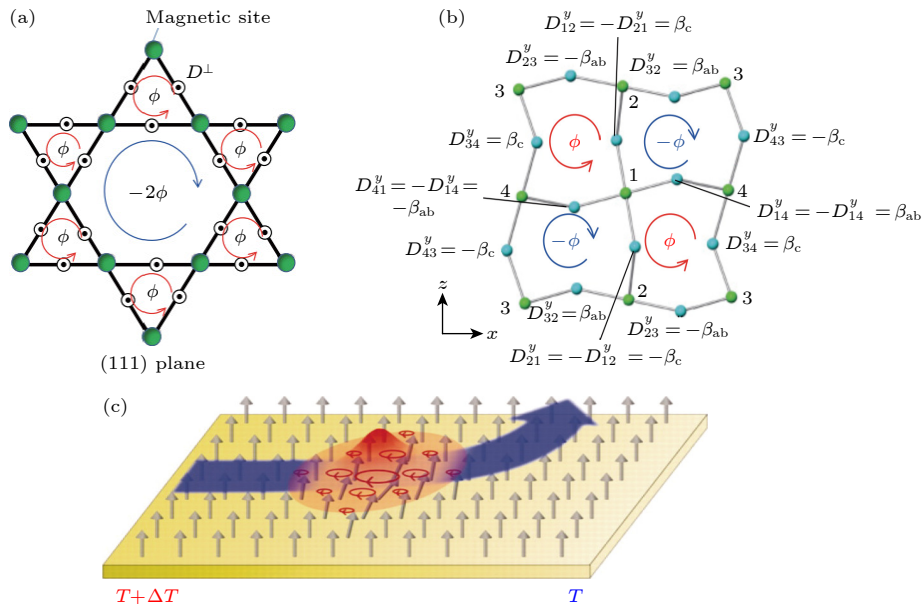 (a)
Magnetic site
D⊥
ϕ
ϕ
ϕ
−2ϕ
ϕ
ϕ
ϕ
(111) plane
(b)
D^y_12 = −D^y_21 = β_c
D^y_23 = −β_ab
D^y_32 = β_ab
3
2
3
D^y_34 = β_c
ϕ
−ϕ
D^y_43 = −β_c
1
D^y_41 = −D^y_14 =
−β_ab
4
4
D^y_14 = −D^y_14 = β_ab
D^y_43 = −β_c
−ϕ
ϕ
D^y_34 = β_c
3
2
3
D^y_32 = β_ab
D^y_23 = −β_ab
D^y_21 = −D^y_12 = −β_c
z
x
(c)
T+ΔT
T